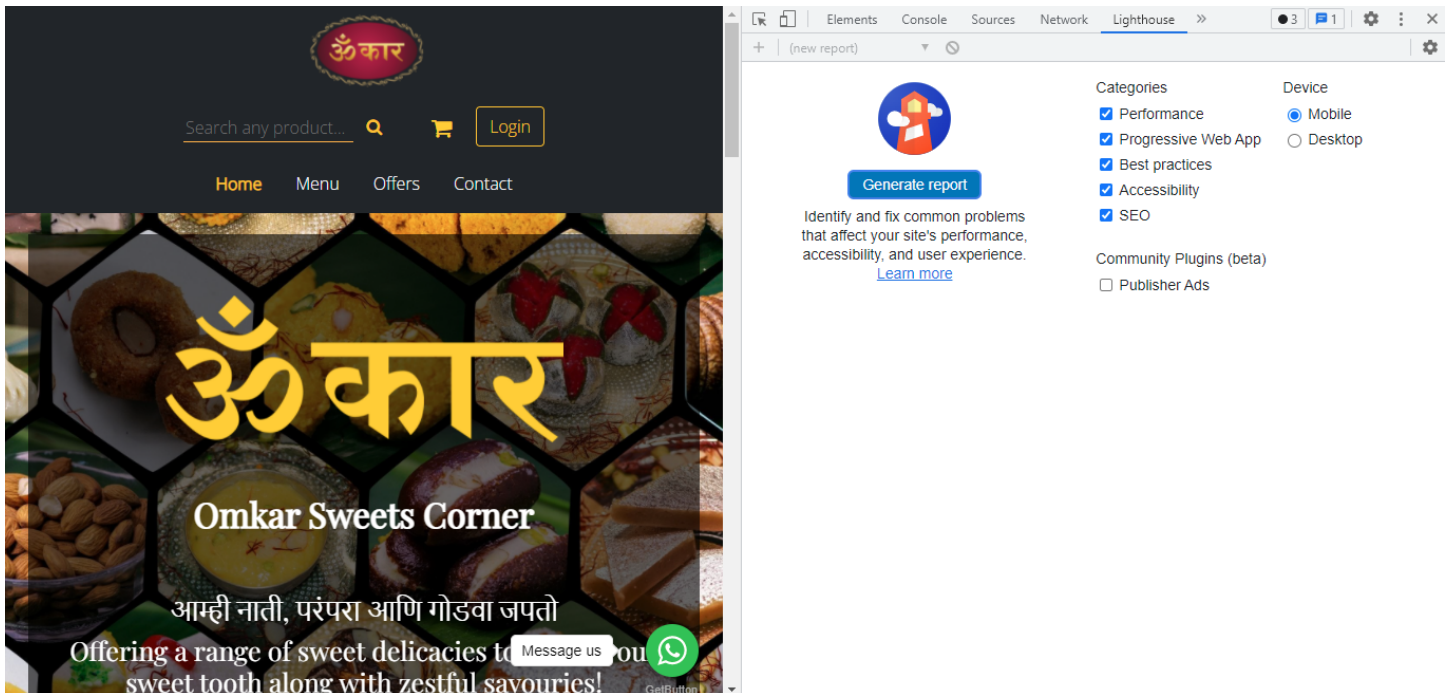 ॐ कार
Search any product...
Login
Home Menu Offers Contact
ॐ कार
Omkar Sweets Corner
आम्ही नाती, परंपरा आणि गोडवा जपतो
Offering a range of sweet delicacies to
sweet tooth along with zestful savouries!
Message us
GetButton
Elements Console Sources Network Lighthouse » 3 1
+ (new report)
Generate report
Identify and fix common problems
that affect your site's performance,
accessibility, and user experience.
Learn more
Categories
Performance
Progressive Web App
Best practices
Accessibility
SEO
Community Plugins (beta)
Publisher Ads
Device
Mobile
Desktop